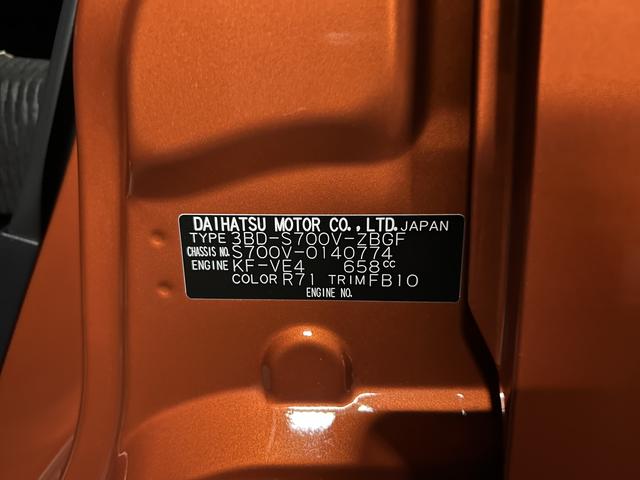 DAIHATSU MOTOR CO., LTD. JAPAN
TYPE 3BD-S700V-ZBGF
CHASSIS NO. S700V-0140774
ENGINE KF-VE4 658cc
COLOR R71 TRIM FB10
ENGINE NO.